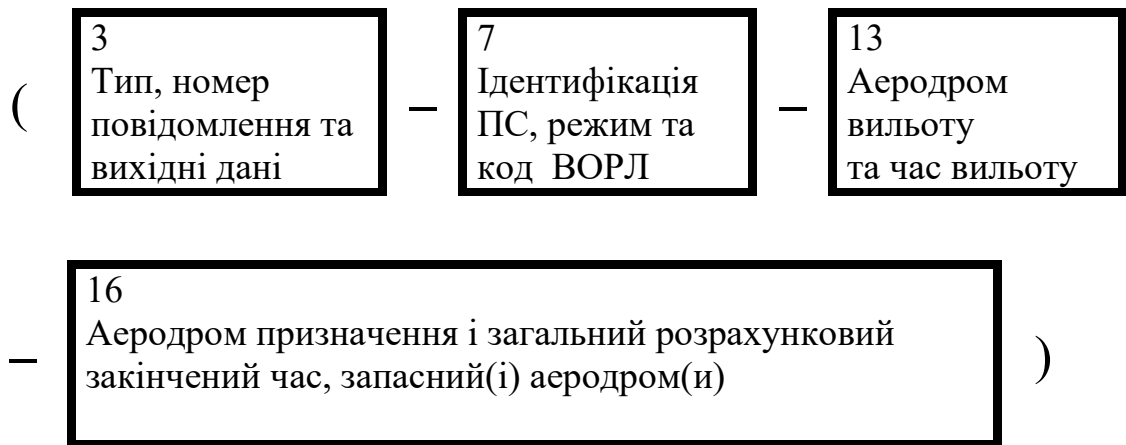 3
Тип, номер
повідомлення та
вихідні дані
7
Ідентифікація
ПС, режим та
код ВОРЛ
13
Аеродром
вильоту
та час вильоту
( – –
16
Аеродром призначення і загальний розрахунковий
закінчений час, запасний(і) аеродром(и)
– )